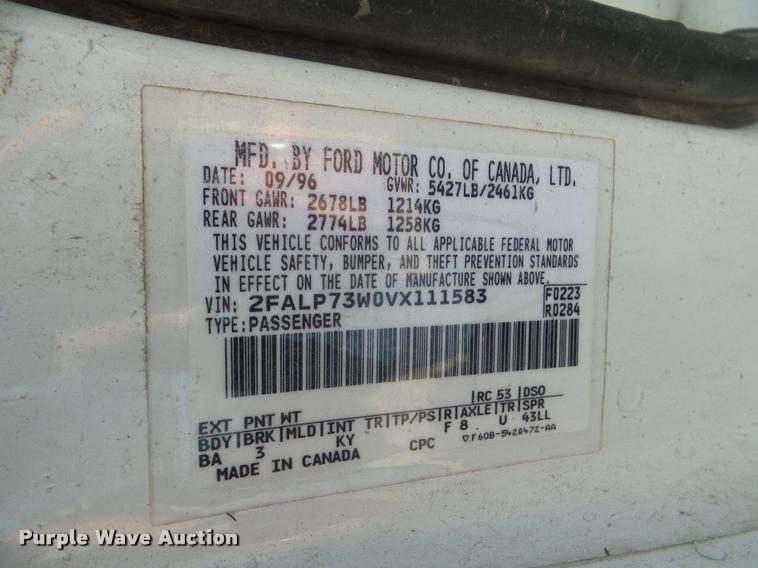 MFD. BY FORD MOTOR CO. OF CANADA, LTD.
DATE: 09/96 GVWR: 5427LB/2461KG
FRONT GAWR: 2678LB 1214KG
REAR GAWR: 2774LB 1258KG
THIS VEHICLE CONFORMS TO ALL APPLICABLE FEDERAL MOTOR
VEHICLE SAFETY, BUMPER, AND THEFT PREVENTION STANDARDS
IN EFFECT ON THE DATE OF MANUFACTURE SHOWN ABOVE.
VIN: 2FALP73W0VX111583 F0223
TYPE: PASSENGER R0284
EXT PNT WT RC 53 DSO
BDY BRK MLD INT TR TP/PS R AXLE TR SPR
BA 3 KY F 8 U 43LL
MADE IN CANADA CPC F60B-5420472-AA
Purple Wave Auction